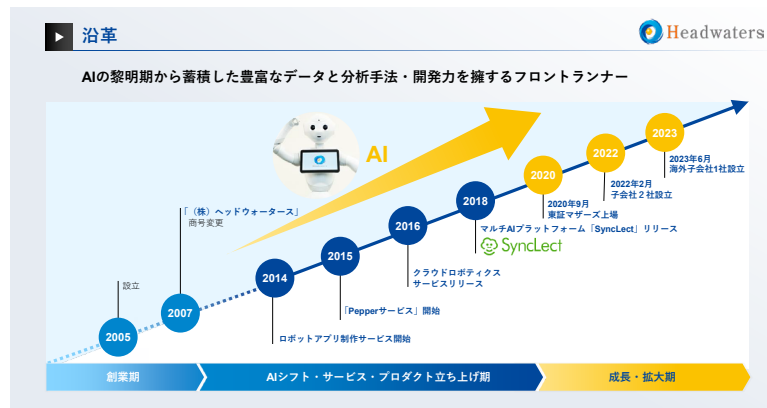 沿革
Headwaters
AIの黎明期から蓄積した豊富なデータと分析手法・開発力を擁するフロントランナー
AI
2023
2023年6月
海外子会社1社設立
2022
2022年2月
子会社２社設立
2020
2020年9月
東証マザーズ上場
2018
マルチAIプラットフォーム「SyncLect」リリース
SyncLect
2016
クラウドロボティクス
サービスリリース
2015
「Pepperサービス」開始
2014
ロボットアプリ制作サービス開始
「（株）ヘッドウォータース」
商号変更
2007
設立
2005
創業期
AIシフト・サービス・プロダクト立ち上げ期
成長・拡大期